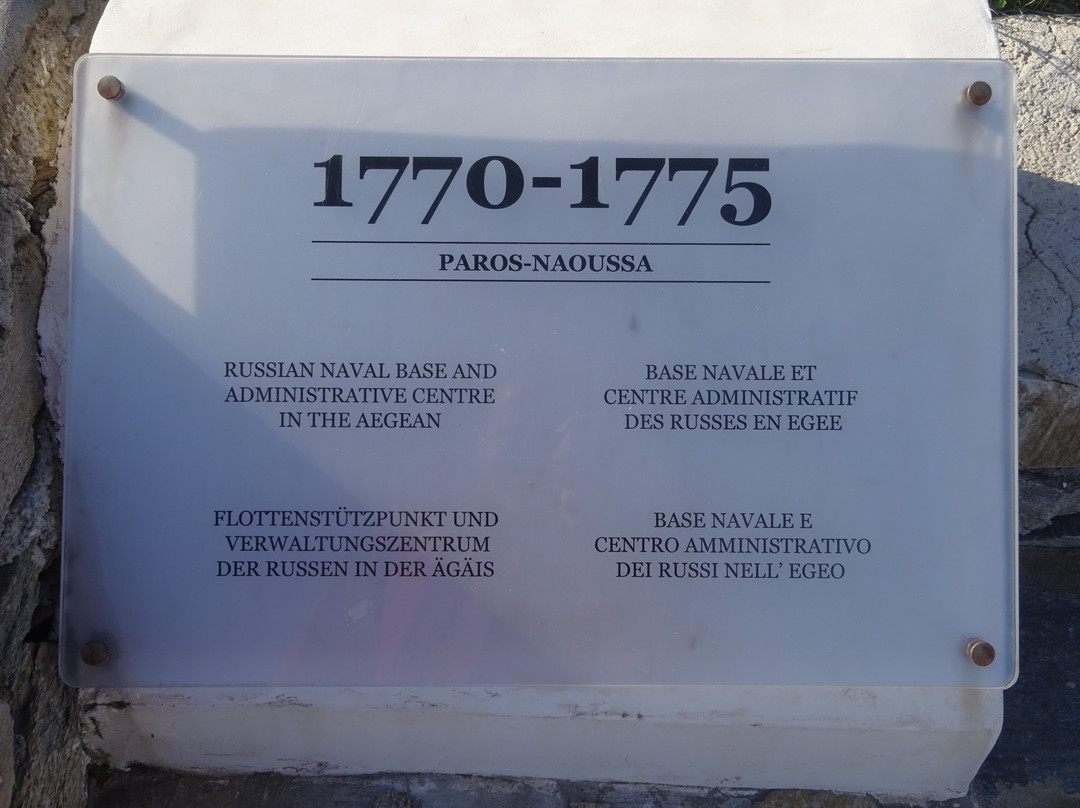 1770-1775
PAROS-NAOUSSA
RUSSIAN NAVAL BASE AND
ADMINISTRATIVE CENTRE
IN THE AEGEAN
BASE NAVALE ET
CENTRE ADMINISTRATIF
DES RUSSES EN EGEE
FLOTTENSTÜTZPUNKT UND
VERWALTUNGSZENTRUM
DER RUSSEN IN DER ÄGÄIS
BASE NAVALE E
CENTRO AMMINISTRATIVO
DEI RUSSI NELL' EGEO